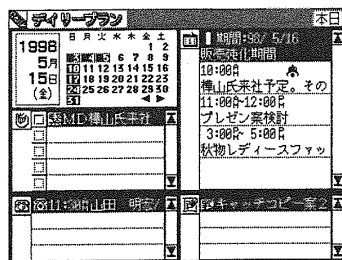 デイリープラン 本日
1998
5月
15日
(金)
日 月 火 水 木 金 土
1 2
3 4 5 6 7 8 9
10 11 12 13 14 15 16
17 18 19 20 21 22 23
24 25 26 27 28 29 30
31
期間:98/ 5/16
販売強化期間
10:00
樺山氏来社予定。その
11:00~12:00
プレゼン案検討
3:00~ 5:00
秋物レディースファッ
MD樺山氏来社
11:00 山田 明宏/
キャッチコピー案2